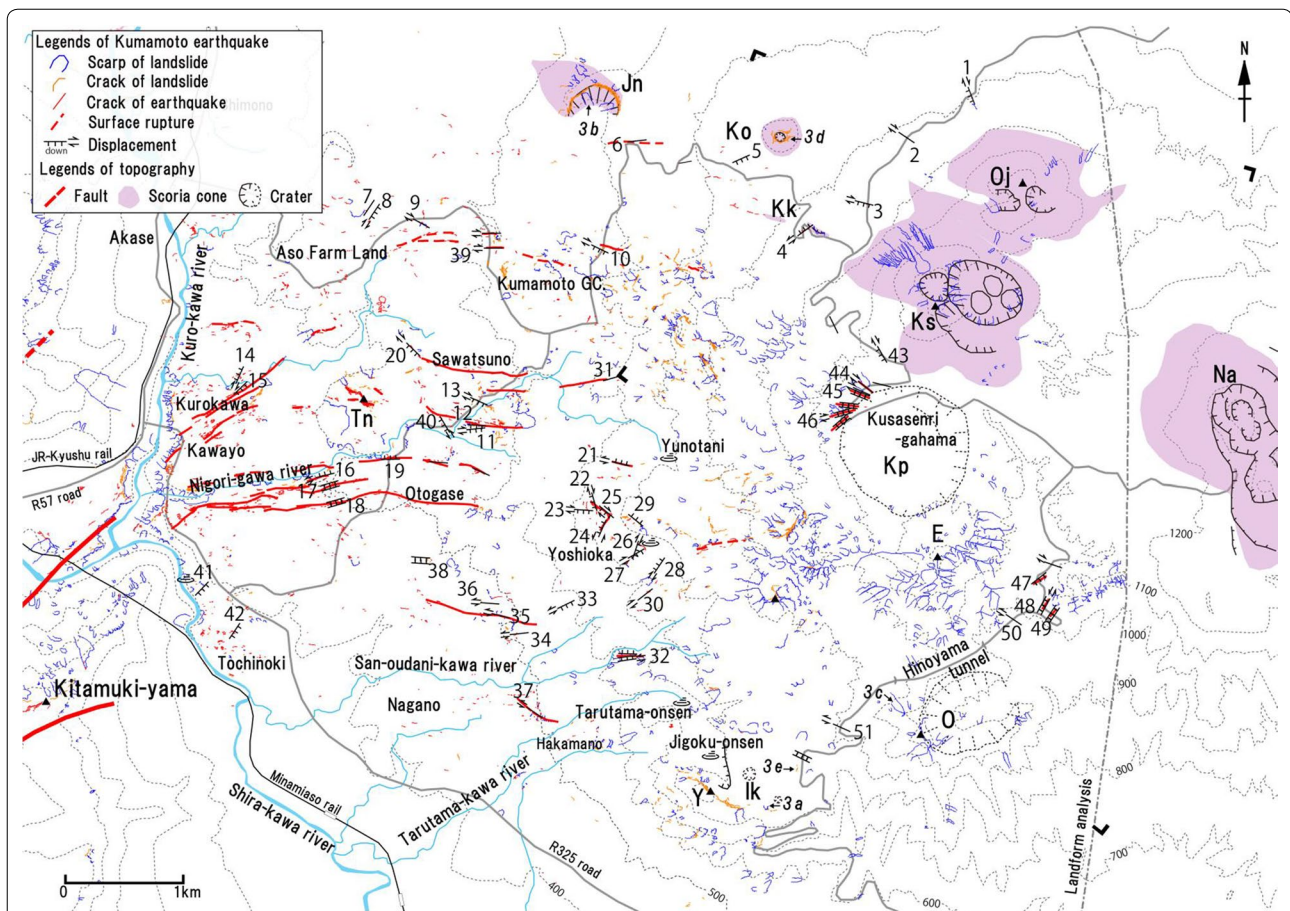 Legends of Kumamoto earthquake
Scarp of landslide
Crack of landslide
Crack of earthquake
Surface rupture
down
Displacement
Legends of topography
Fault
Scoria cone
Crater
N
Jn
3b
6
Ko
5
3d
1
2
Oj
3
Kk
4
Ks
Na
Akase
Kuro-kawa river
7
8
9
Aso Farm Land
39
10
Kumamoto GC.
43
44
45
46
Kusasenri
-gahama
Kp
14
15
20
Sawatsuno
31
13
12
11
40
Tn
Kurokawa
Kawayo
JR-Kyushu rail
R57 road
Nigori-gawa river
16
17
18
19
Otogase
21
Yunotani
22
23
24
25
26
27
28
29
30
Yoshioka
E
1200
1100
1000
900
800
700
600
500
400
47
48
49
50
Hinoyama
tunnel
41
42
Tochinoki
38
36
35
34
33
32
San-oudani-kawa river
Kitamuki-yama
Nagano
37
Hakamano
Tarutama-onsen
Jigoku-onsen
3c
O
51
3e
Ik
Y
3a
Minamiaso rail
Shira-kawa river
Tarutama-kawa river
R325 road
Landform analysis
0
1km